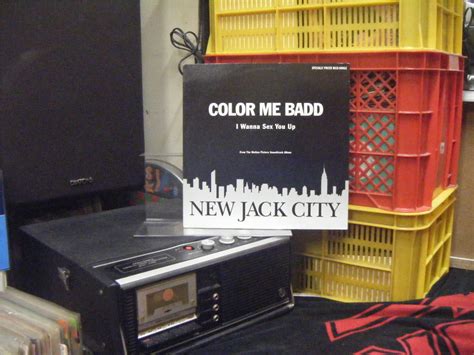 SPECIALLY PRICED MAXI-SINGLE
COLOR ME BADD
I Wanna Sex You Up
From The Motion Picture Soundtrack Album
NEW JACK CITY